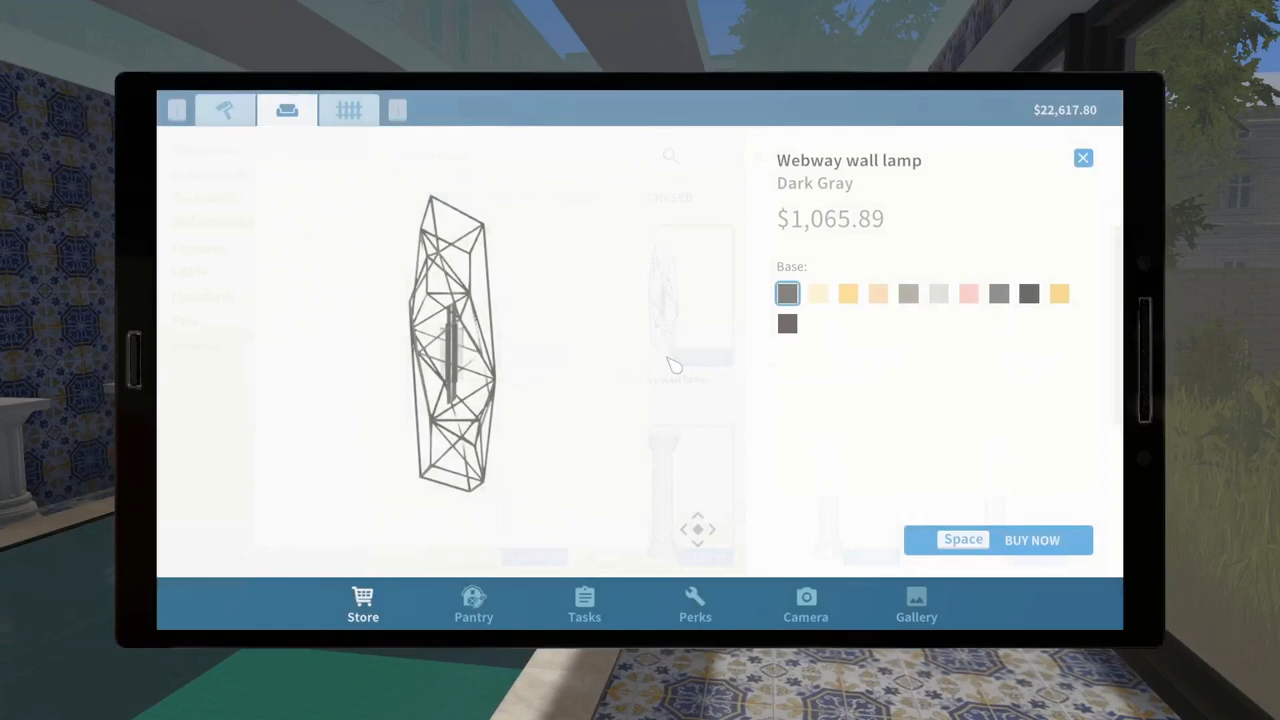 $22,617.80
Webway wall lamp
Dark Gray
$1,065.89
Base:
Space BUY NOW
Store
Pantry
Tasks
Perks
Camera
Gallery